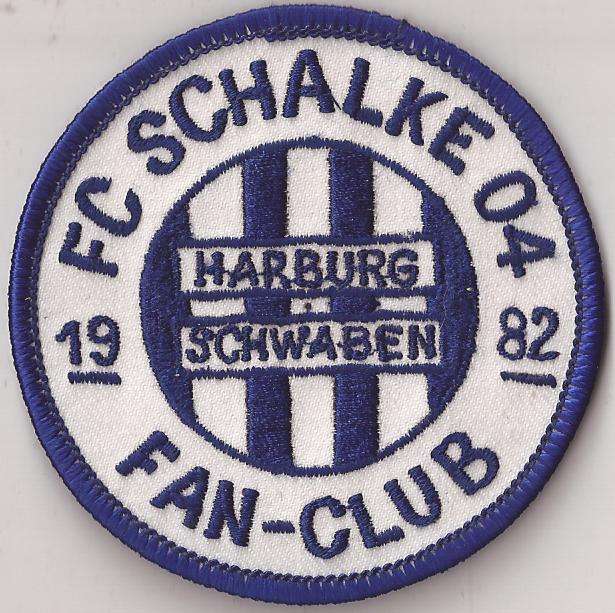 FC SCHALKE 04
19 82
HARBURG
SCHWABEN
FAN-CLUB